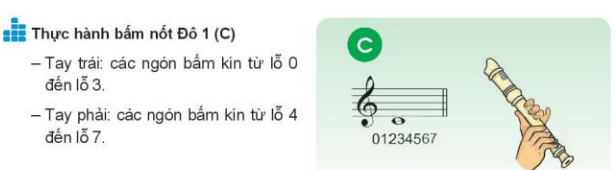 Thực hành bấm nốt Đô 1 (C)
– Tay trái: các ngón bấm kín từ lỗ 0
đến lỗ 3.
– Tay phải: các ngón bấm kín từ lỗ 4
đến lỗ 7.
C
01234567